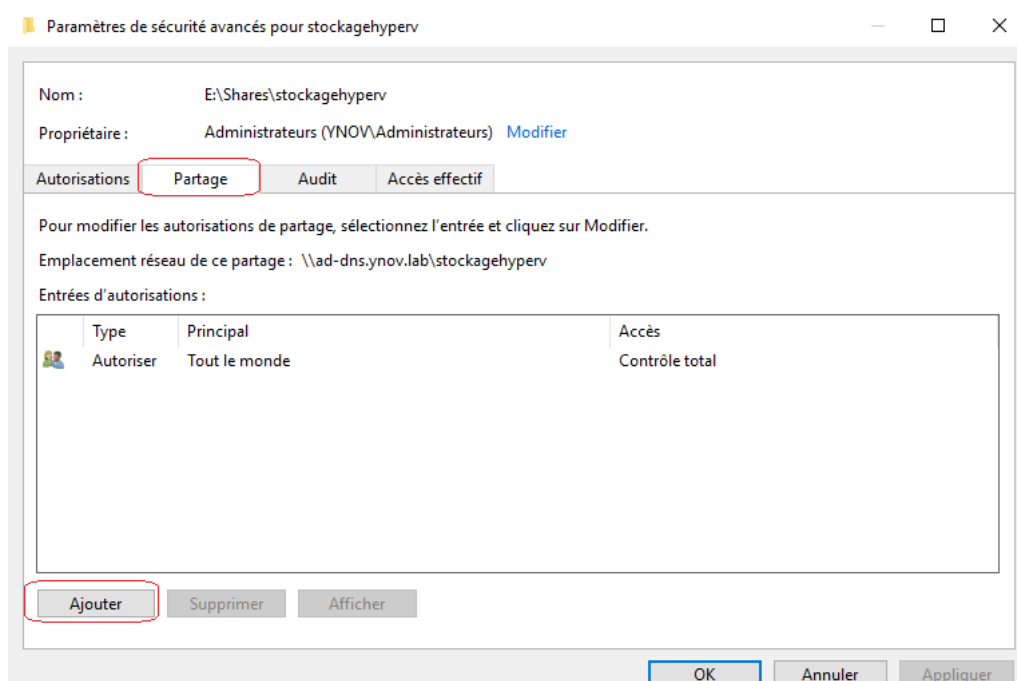 Paramètres de sécurité avancés pour stockagehyperv
Nom : E:\Shares\stockagehyperv
Propriétaire : Administrateurs (YNOV\Administrateurs) Modifier
Autorisations Partage Audit Accès effectif
Pour modifier les autorisations de partage, sélectionnez l'entrée et cliquez sur Modifier.
Emplacement réseau de ce partage : \\ad-dns.ynov.lab\stockagehyperv
Entrées d'autorisations :
Type Principal Accès
Autoriser Tout le monde Contrôle total
Ajouter Supprimer Afficher
OK Annuler Appliquer